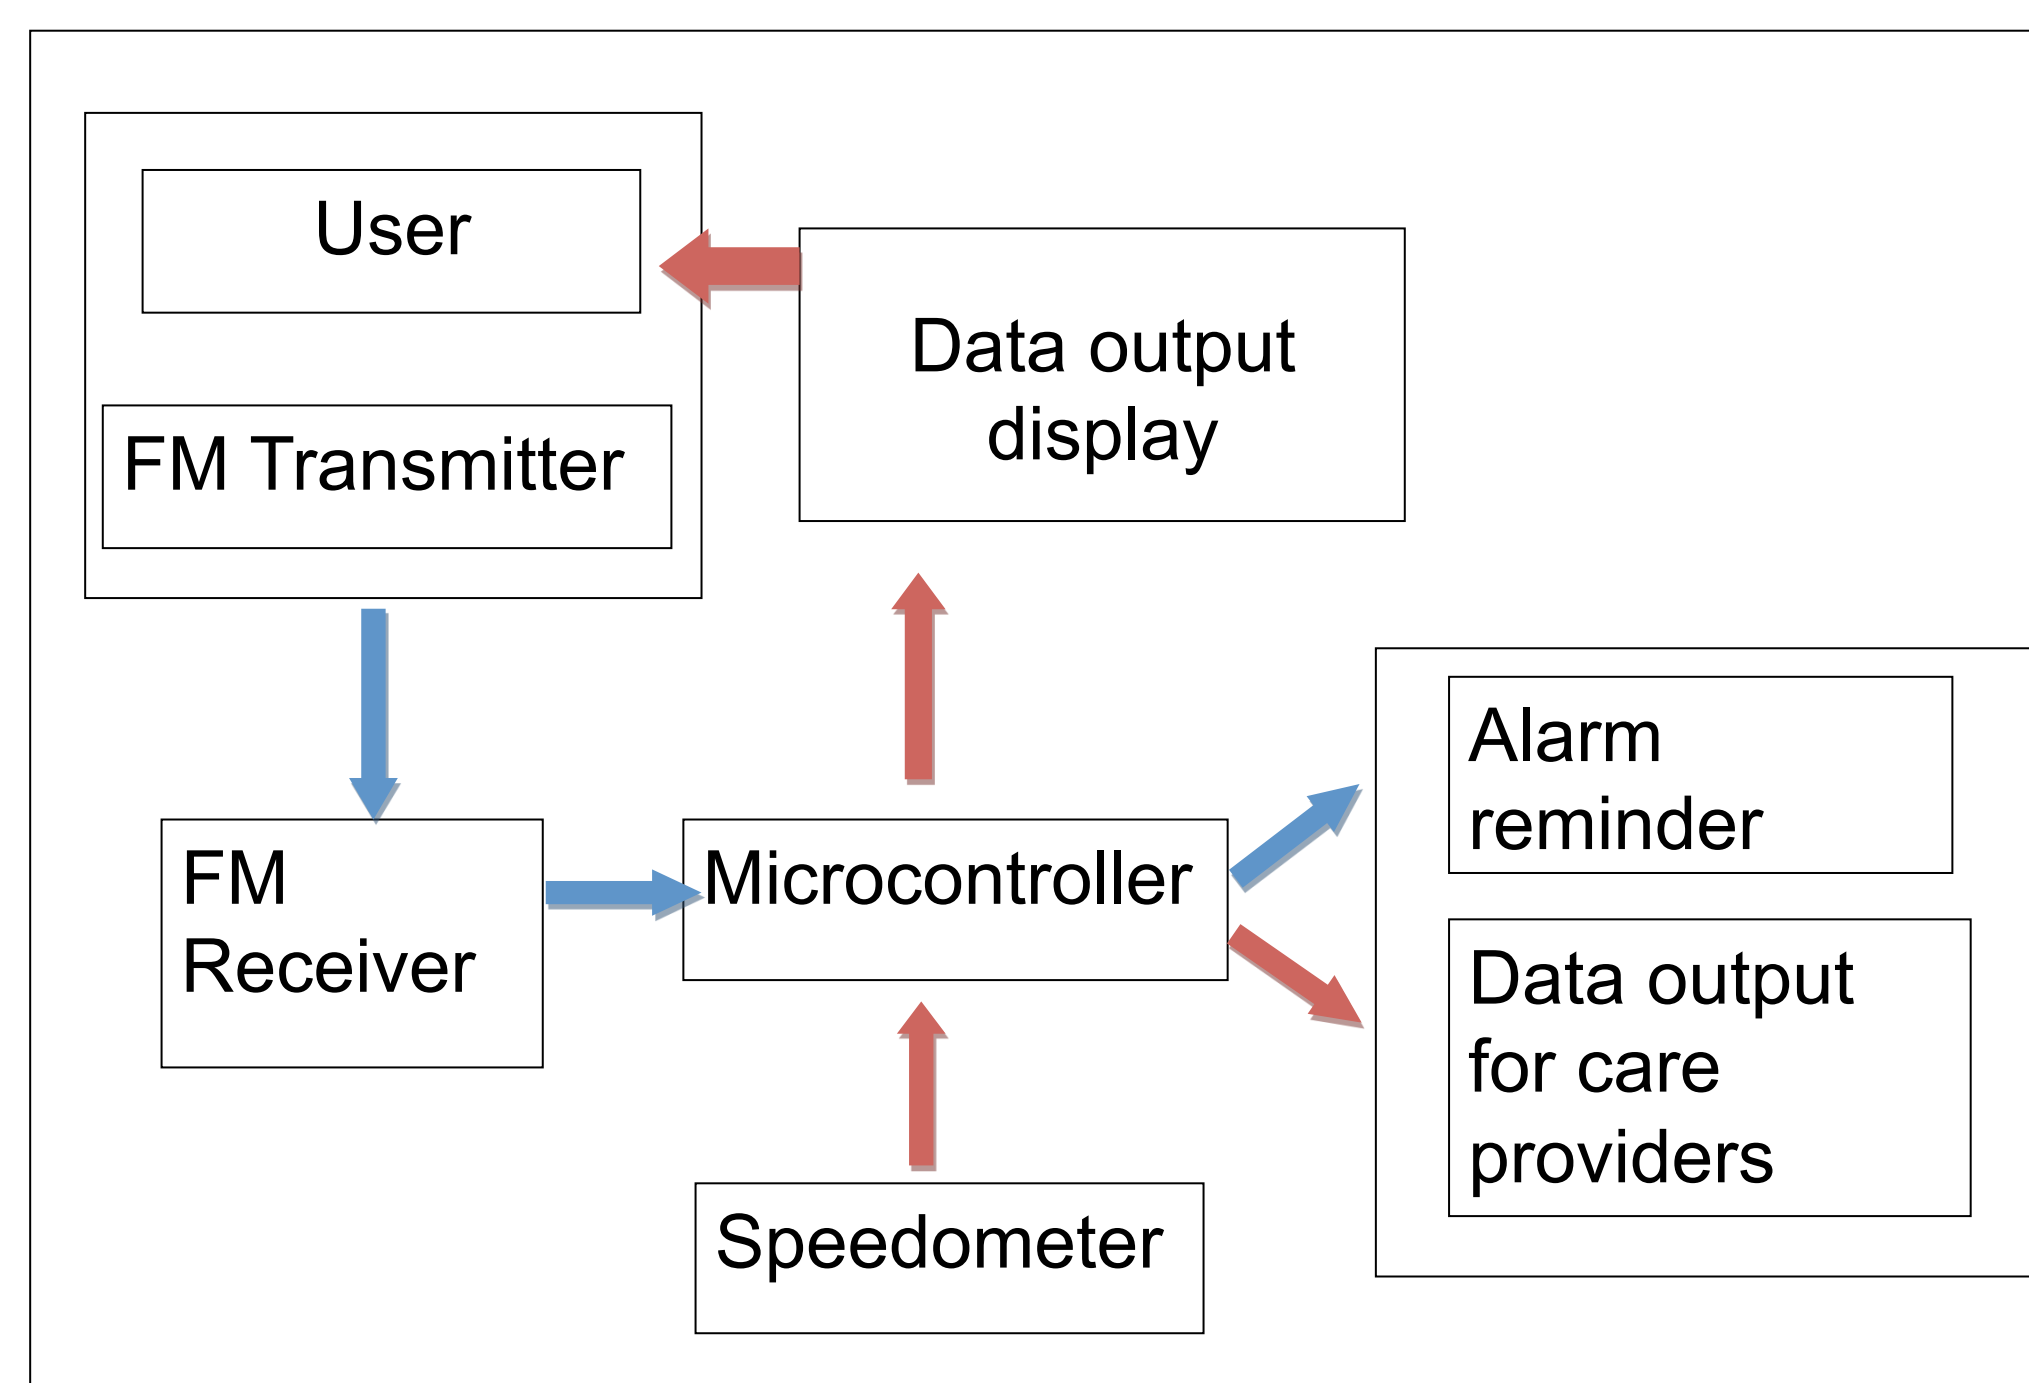 User
FM Transmitter
Data output
display
FM
Receiver
Microcontroller
Alarm
reminder
Data output
for care
providers
Speedometer